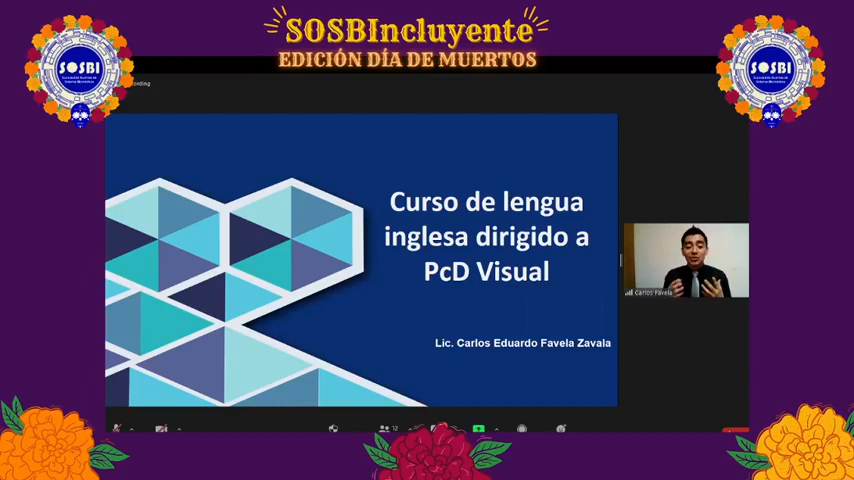 SOSBIncluyente
EDICIÓN DÍA DE MUERTOS
SOSBI
SOSBI
Curso de lengua
inglesa dirigido a
PcD Visual
Lic. Carlos Eduardo Favela Zavala
Carlos Favela
12